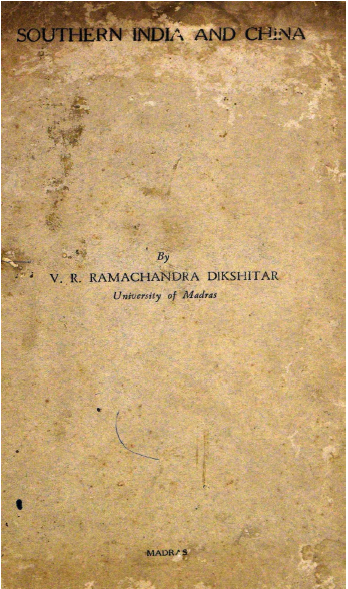 SOUTHERN INDIA AND CHINA
By
V. R. RAMACHANDRA DIKSHITAR
University of Madras
MADRAS